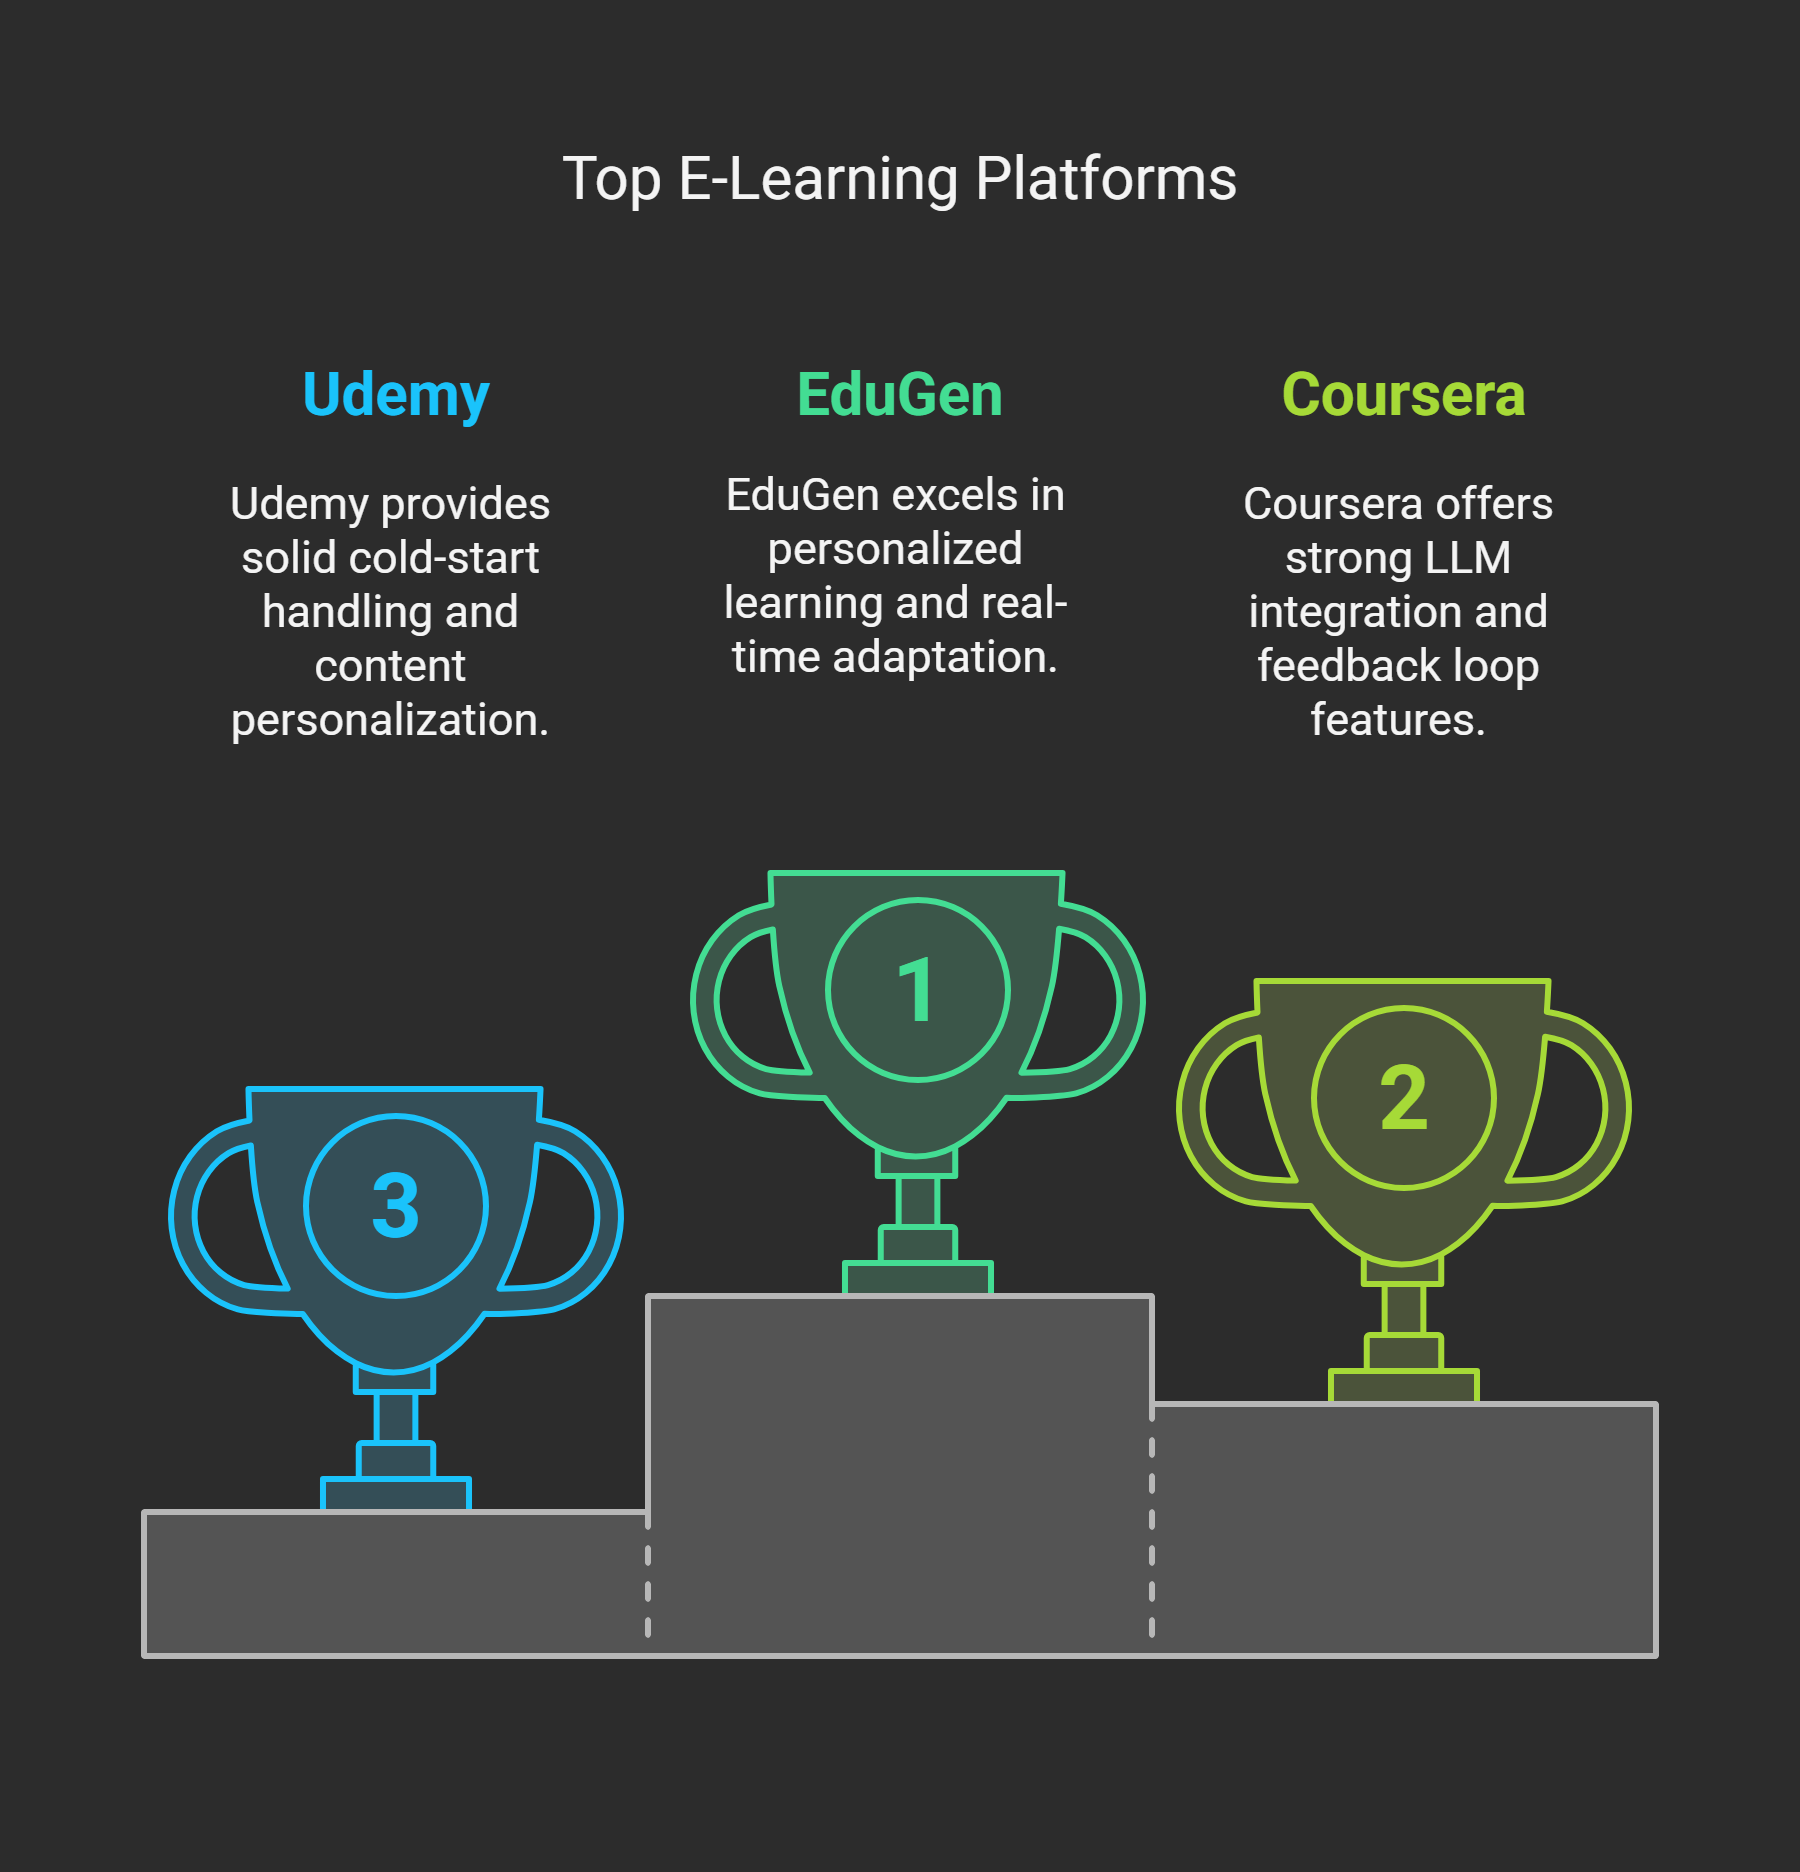 Top E-Learning Platforms
Udemy
Udemy provides
solid cold-start
handling and
content
personalization.
EduGen
EduGen excels in
personalized
learning and real-
time adaptation.
Coursera
Coursera offers
strong LLM
integration and
feedback loop
features.
3
1
2